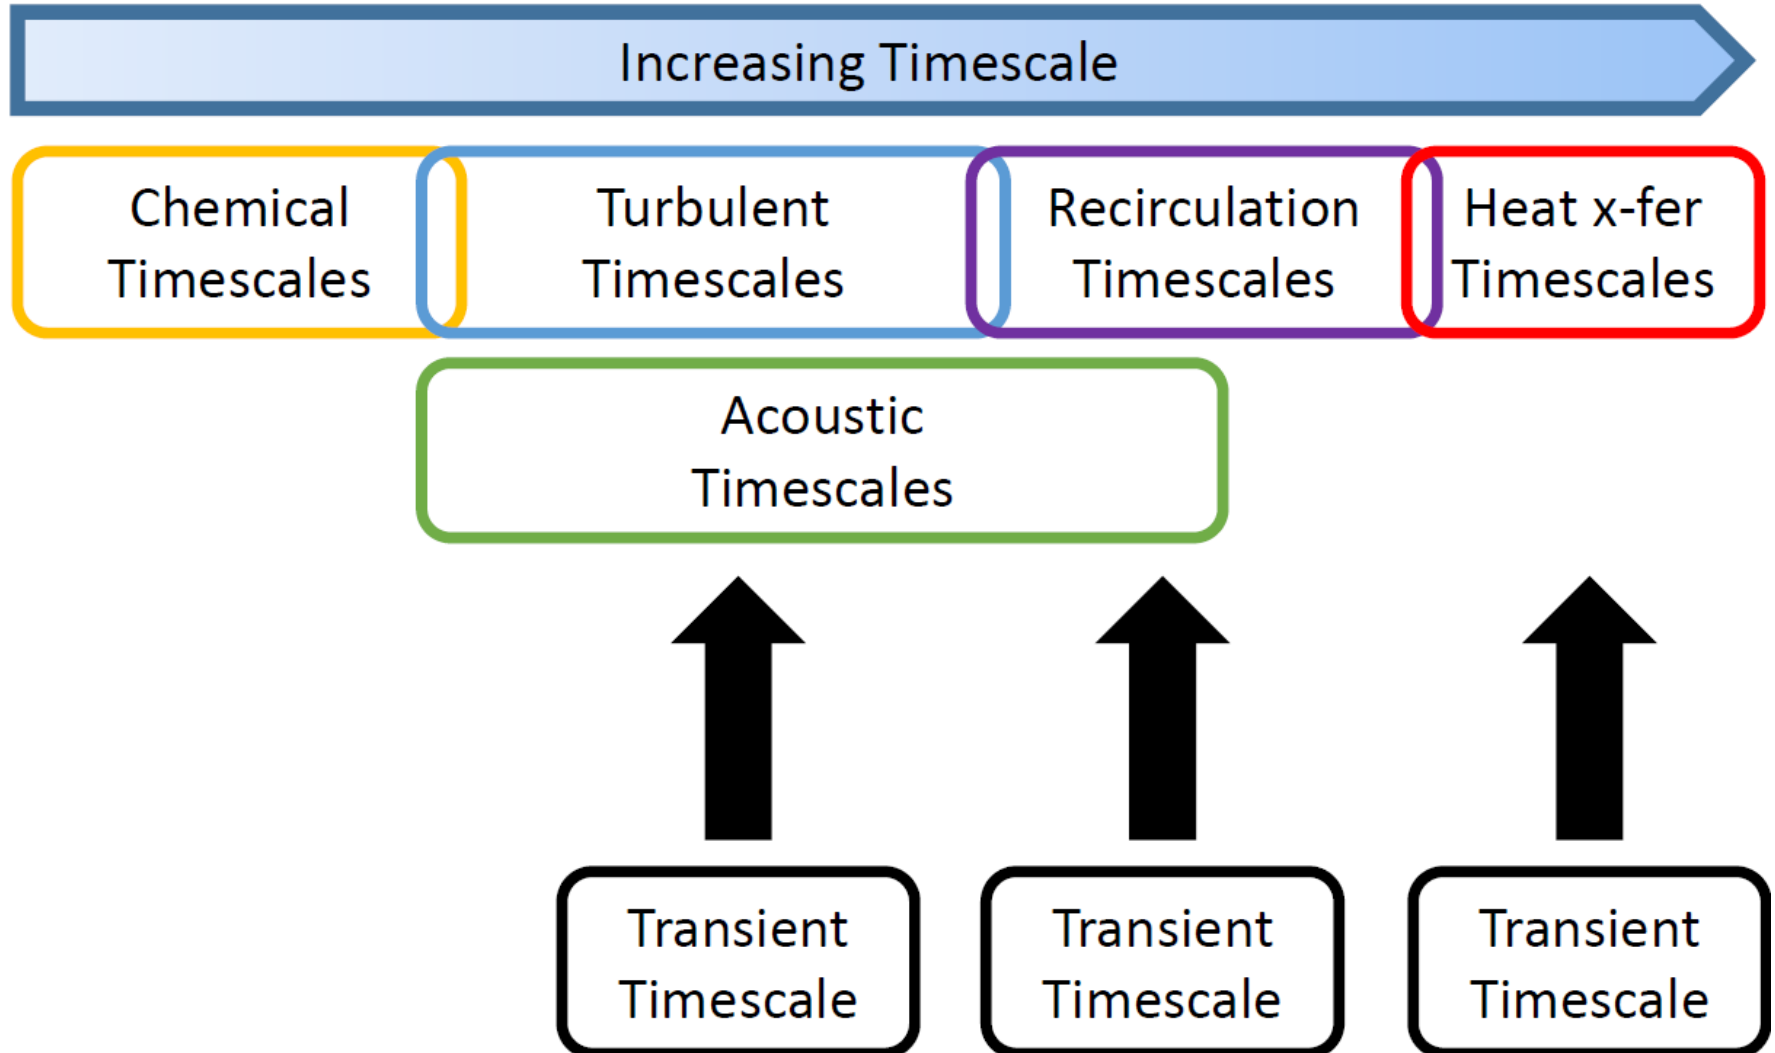 Increasing Timescale
Chemical
Timescales
Turbulent
Timescales
Recirculation
Timescales
Heat x-fer
Timescales
Acoustic
Timescales
Transient
Timescale
Transient
Timescale
Transient
Timescale